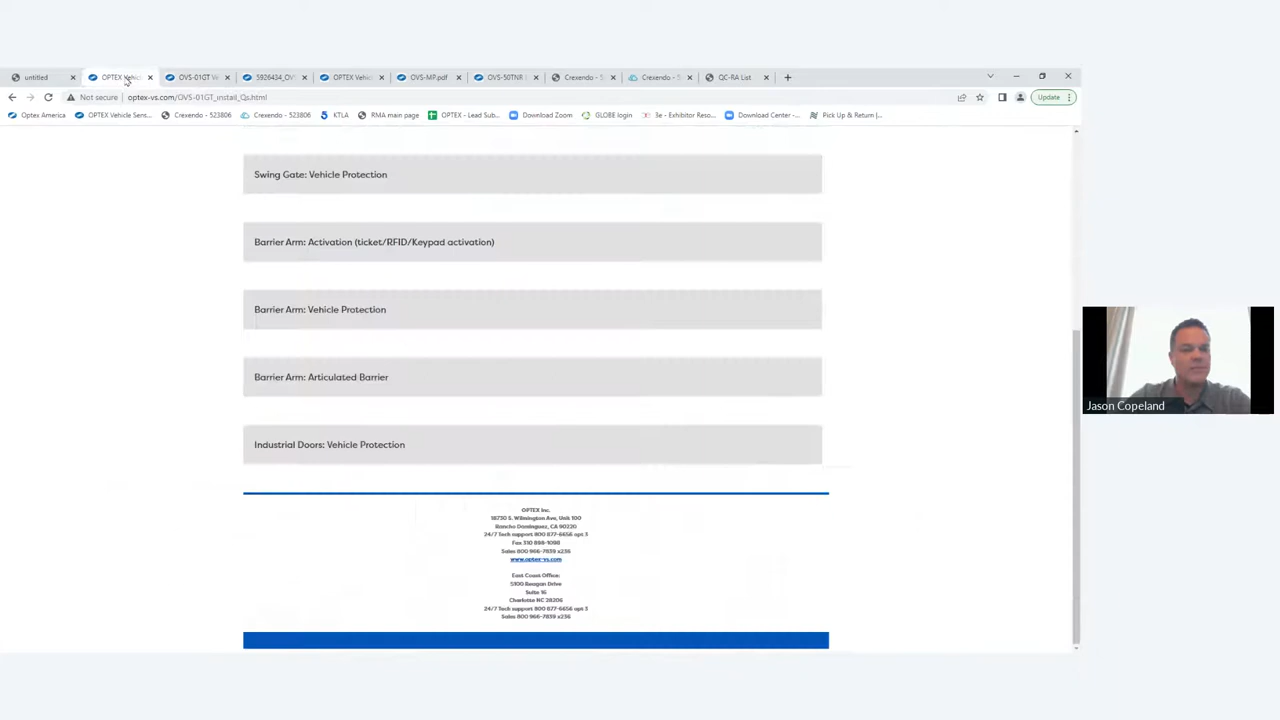 untitled
OPTEX Vehic
OVS-01GT W
5926434_OV
OPTEX Vehicl
OVS-MP.pdf
OVS-50TNR
Crexendo - 5
Crexendo - 5
QC-RA List
Not secure
optex-vs.com/OVS-01GT_install_Qs.html
Update
Optex America
OPTEX Vehicle Sens...
Crexendo - 523806
Crexendo - 523806
KTLA
RMA main page
OPTEX - Lead Sub...
Download Zoom
GLOBE login
3e - Exhibitor Reso...
Download Center -...
Pick Up & Return |...
Swing Gate: Vehicle Protection
Barrier Arm: Activation (ticket/RFID/Keypad activation)
Barrier Arm: Vehicle Protection
Barrier Arm: Articulated Barrier
Industrial Doors: Vehicle Protection
OPTEX Inc.
18730 S. Wilmington Ave, Unit 100
Rancho Dominguez, CA 90220
24/7 Tech support 800 877-6656 opt 3
Fax 310 898-1098
Sales 800 966-7839 x236
www.optex-vs.com
East Coast Office:
5100 Reagan Drive
Suite 16
Charlotte NC 28206
24/7 Tech support 800 877-6656 opt 3
Sales 800 966-7839 x236
Jason Copeland